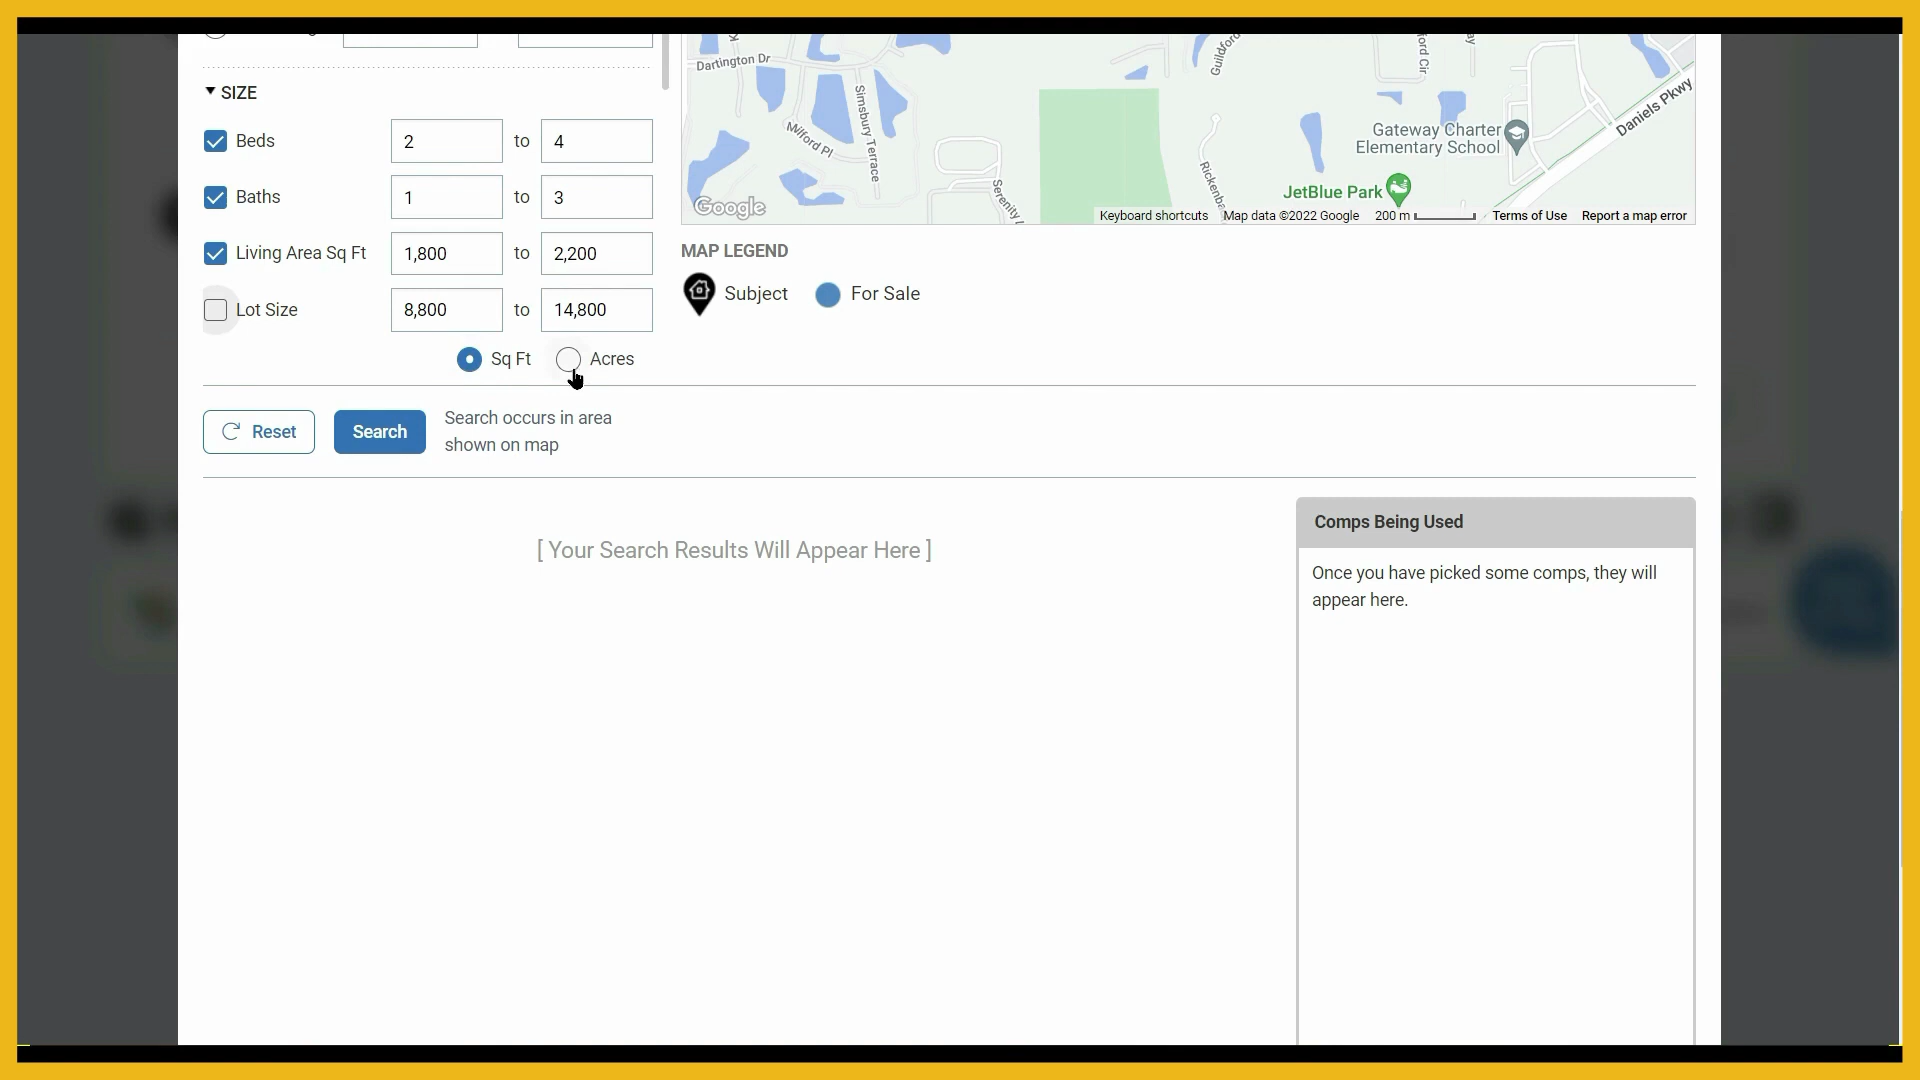 SIZE
Beds 2 to 4
Baths 1 to 3
Living Area Sq Ft 1,800 to 2,200
Lot Size 8,800 to 14,800
Sq Ft Acres
Reset Search Search occurs in area
shown on map
Dartington Dr
Simsbury Terrace
Milford Pl
Guildford
Daniels Pkwy
Gateway Charter
Elementary School
JetBlue Park
Google
Keyboard shortcuts Map data ©2022 Google 200 m Terms of Use Report a map error
MAP LEGEND
Subject For Sale
[ Your Search Results Will Appear Here ]
Comps Being Used
Once you have picked some comps, they will
appear here.